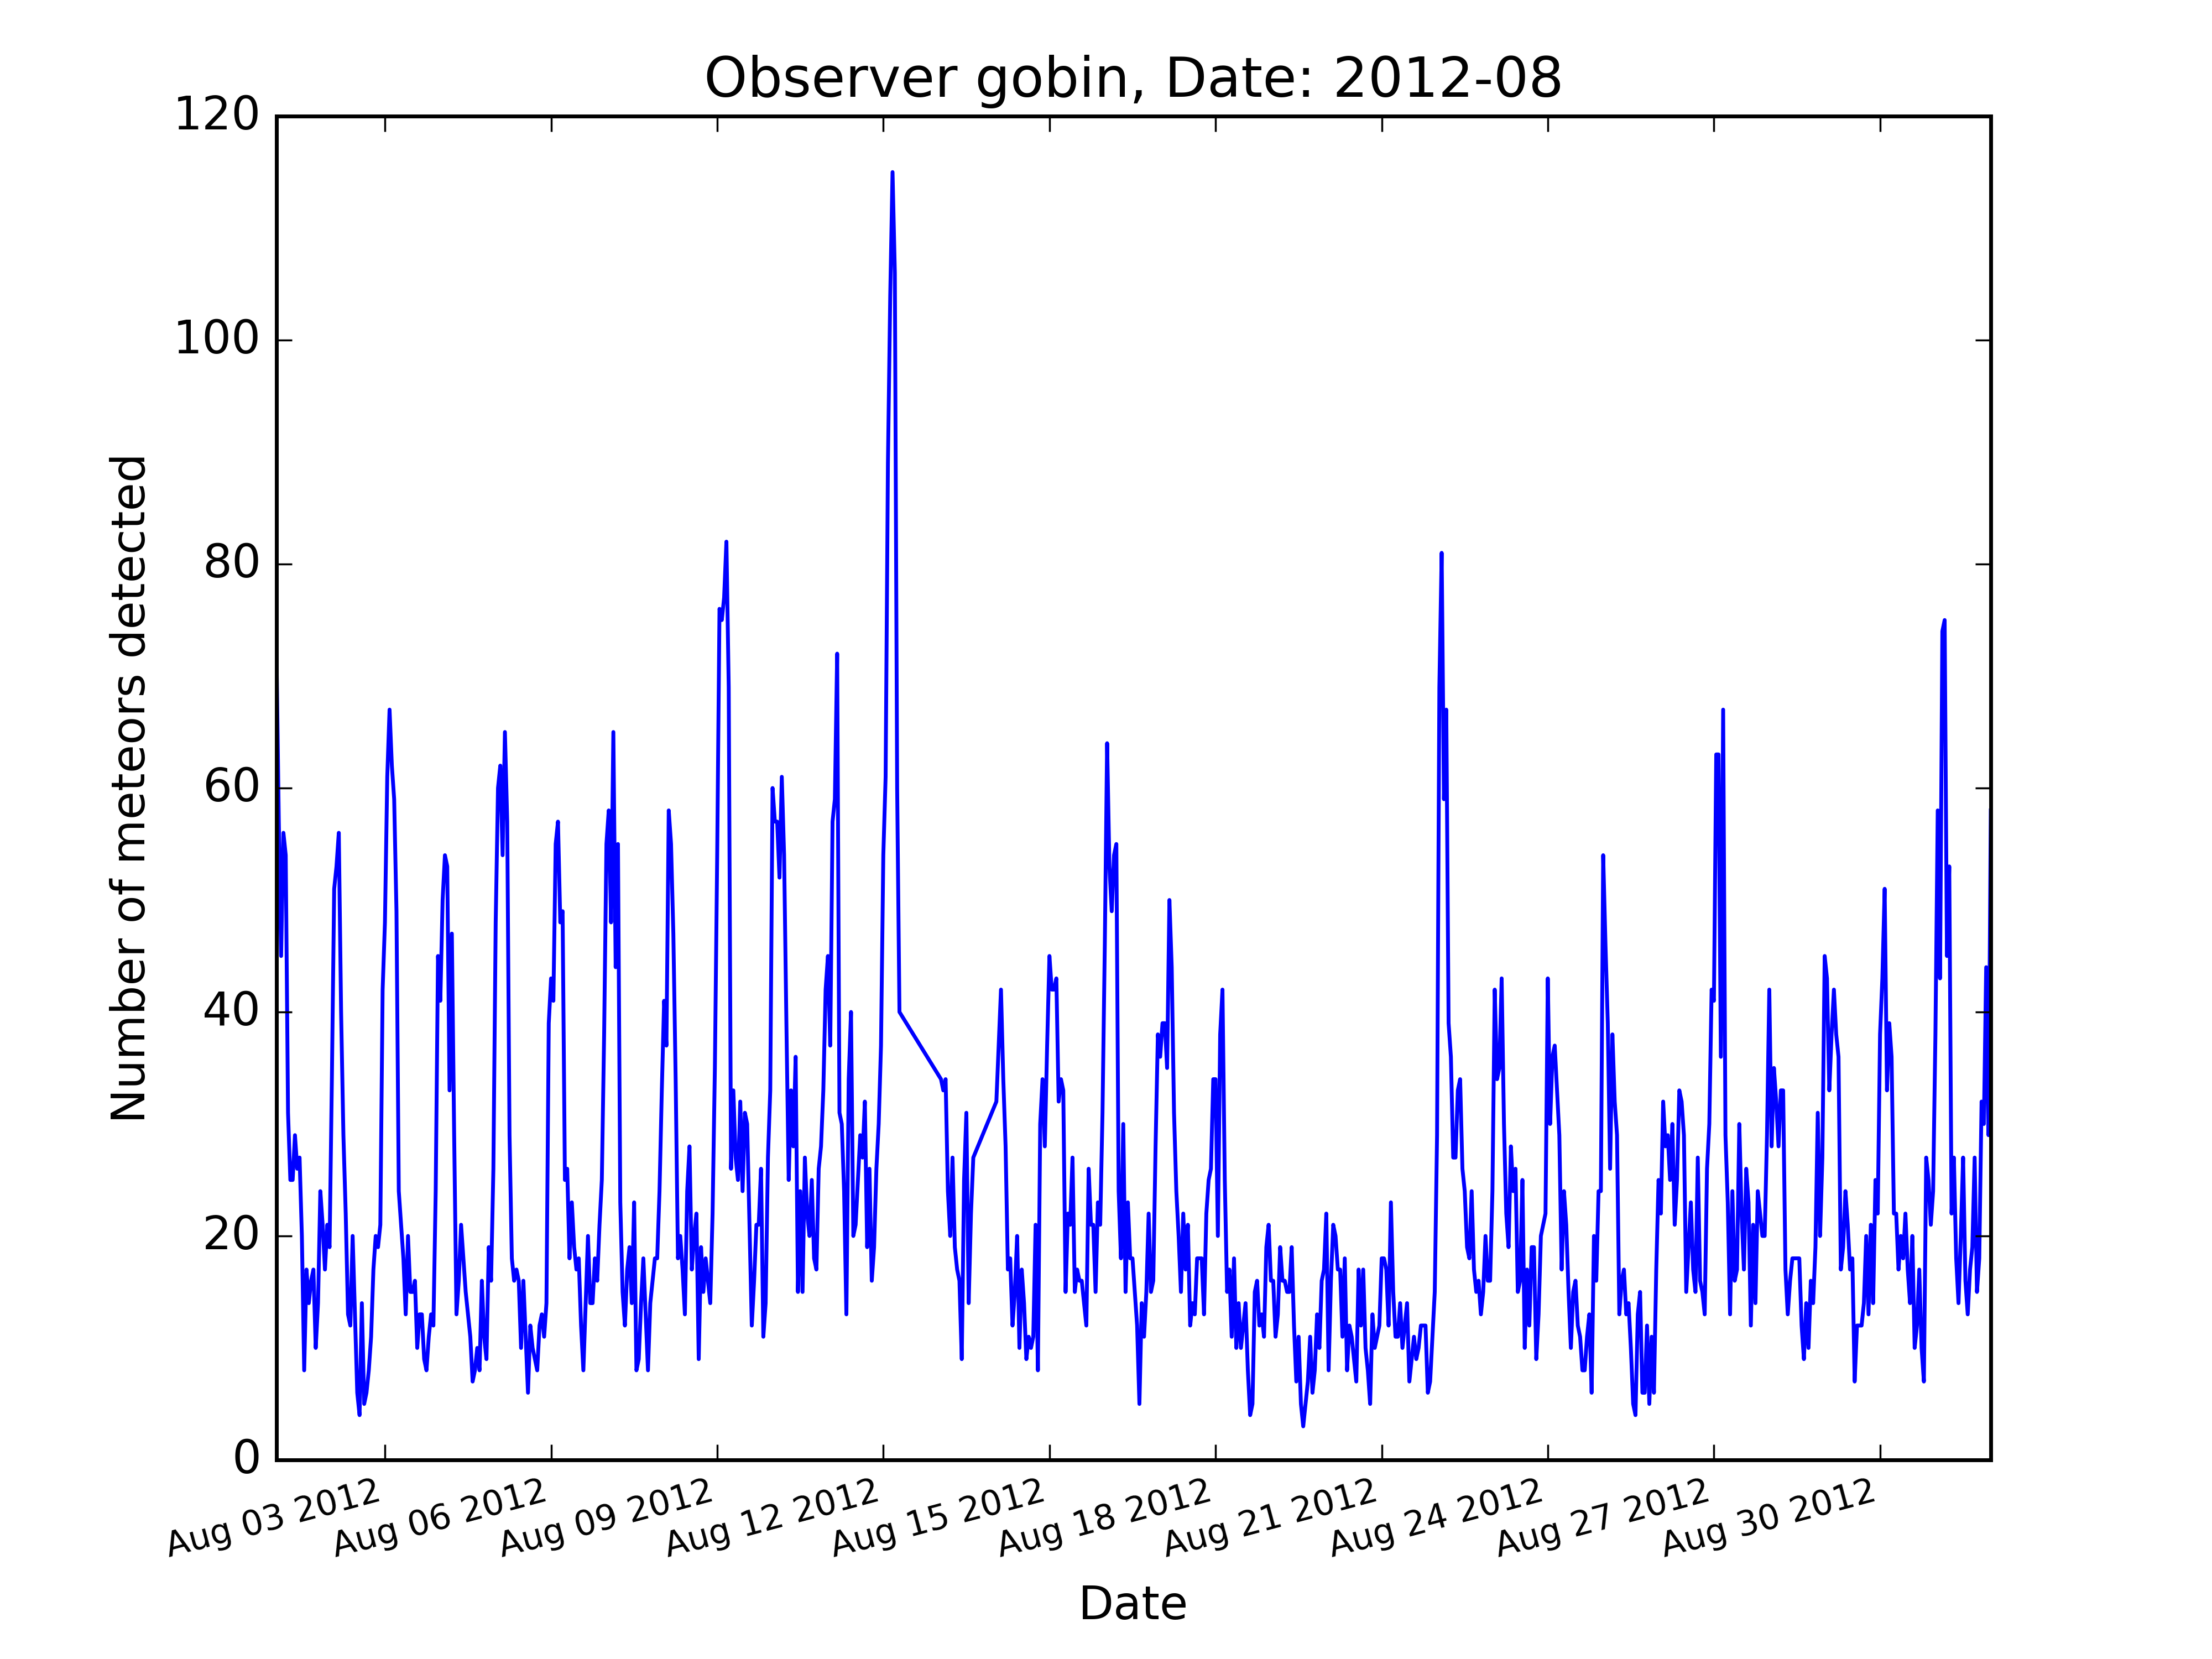 Observer gobin, Date: 2012-08
120
100
80
60
40
20
0
Number of meteors detected
Aug 03 2012
Aug 06 2012
Aug 09 2012
Aug 12 2012
Aug 15 2012
Aug 18 2012
Aug 21 2012
Aug 24 2012
Aug 27 2012
Aug 30 2012
Date